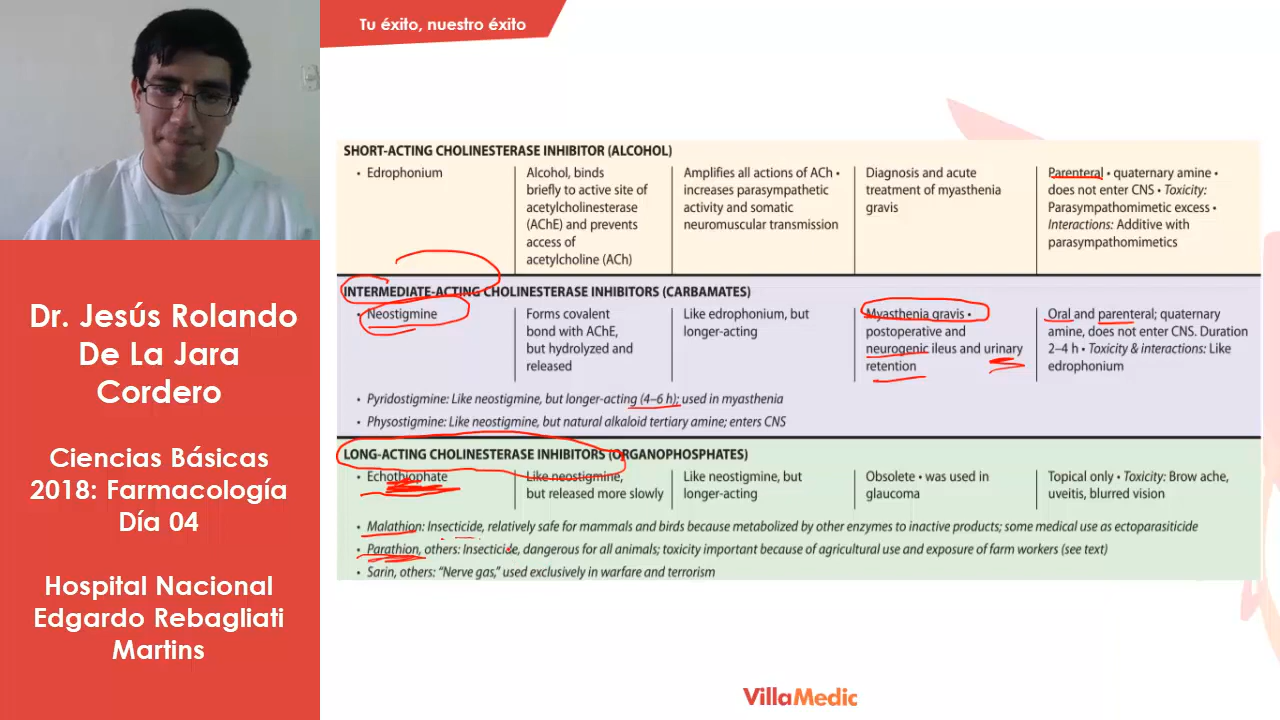 Tu éxito, nuestro éxito
Dr. Jesús Rolando
De La Jara
Cordero
Ciencias Básicas
2018: Farmacología
Día 04
Hospital Nacional
Edgardo Rebagliati
Martins
SHORT-ACTING CHOLINESTERASE INHIBITOR (ALCOHOL)
• Edrophonium
Alcohol, binds
briefly to active site of
acetylcholinesterase
(AChE) and prevents
access of
acetylcholine (ACh)
Amplifies all actions of ACh •
increases parasympathetic
activity and somatic
neuromuscular transmission
Diagnosis and acute
treatment of myasthenia
gravis
Parenteral • quaternary amine •
does not enter CNS • Toxicity:
Parasympathomimetic excess •
Interactions: Additive with
parasympathomimetics
INTERMEDIATE-ACTING CHOLINESTERASE INHIBITORS (CARBAMATES)
• Neostigmine
Forms covalent
bond with AChE,
but hydrolyzed and
released
Like edrophonium, but
longer-acting
Myasthenia gravis •
postoperative and
neurogenic ileus and urinary
retention
Oral and parenteral; quaternary
amine, does not enter CNS. Duration
2–4 h • Toxicity & interactions: Like
edrophonium
• Pyridostigmine: Like neostigmine, but longer-acting (4–6 h); used in myasthenia
• Physostigmine: Like neostigmine, but natural alkaloid tertiary amine; enters CNS
LONG-ACTING CHOLINESTERASE INHIBITORS (ORGANOPHOSPHATES)
• Echothiophate
Like neostigmine,
but released more slowly
Like neostigmine, but
longer-acting
Obsolete • was used in
glaucoma
Topical only • Toxicity: Brow ache,
uveitis, blurred vision
• Malathion: Insecticide, relatively safe for mammals and birds because metabolized by other enzymes to inactive products; some medical use as ectoparasiticide
• Parathion, others: Insecticide, dangerous for all animals; toxicity important because of agricultural use and exposure of farm workers (see text)
• Sarin, others: “Nerve gas,” used exclusively in warfare and terrorism
VillaMedic